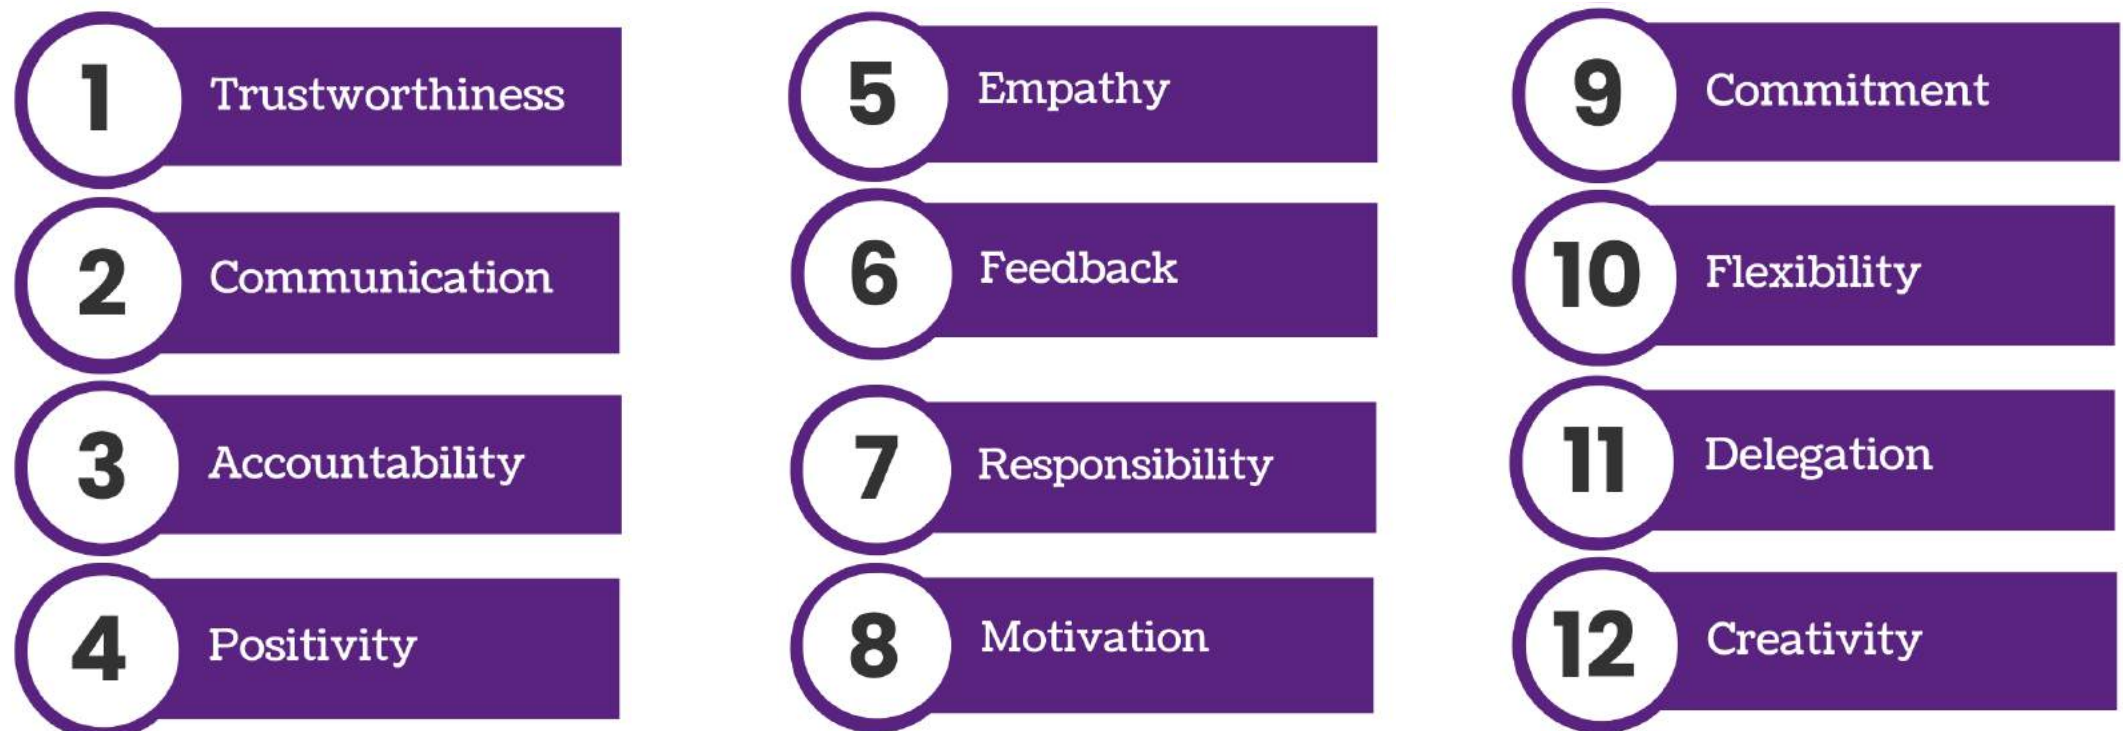 1 Trustworthiness
2 Communication
3 Accountability
4 Positivity
5 Empathy
6 Feedback
7 Responsibility
8 Motivation
9 Commitment
10 Flexibility
11 Delegation
12 Creativity